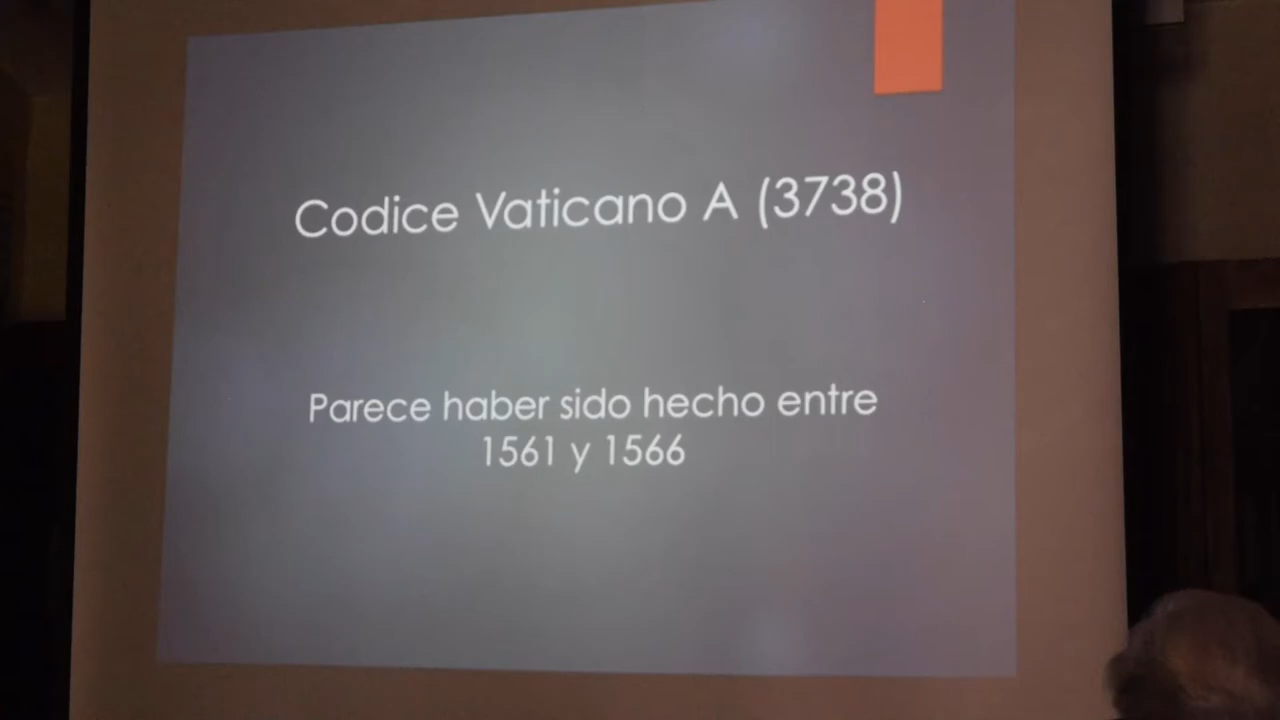 Codice Vaticano A (3738)
Parece haber sido hecho entre
1561 y 1566